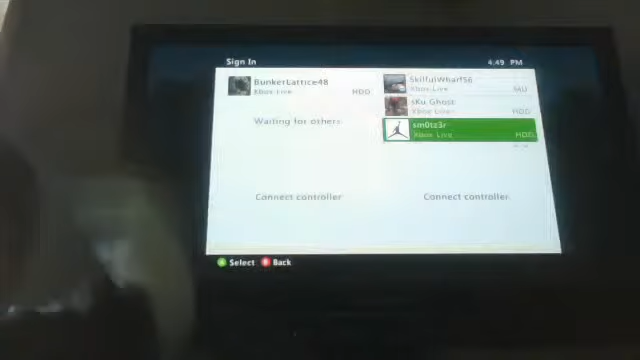 Sign In
4:49 PM
BunkerLattice48
Xbox Live
HDD
Waiting for others
SkilfulWharf56
Xbox Live
MU
sKu Ghost
Xbox Live
HDD
sm0tz3r
Xbox Live
HDD
Connect controller
Connect controller
A Select B Back